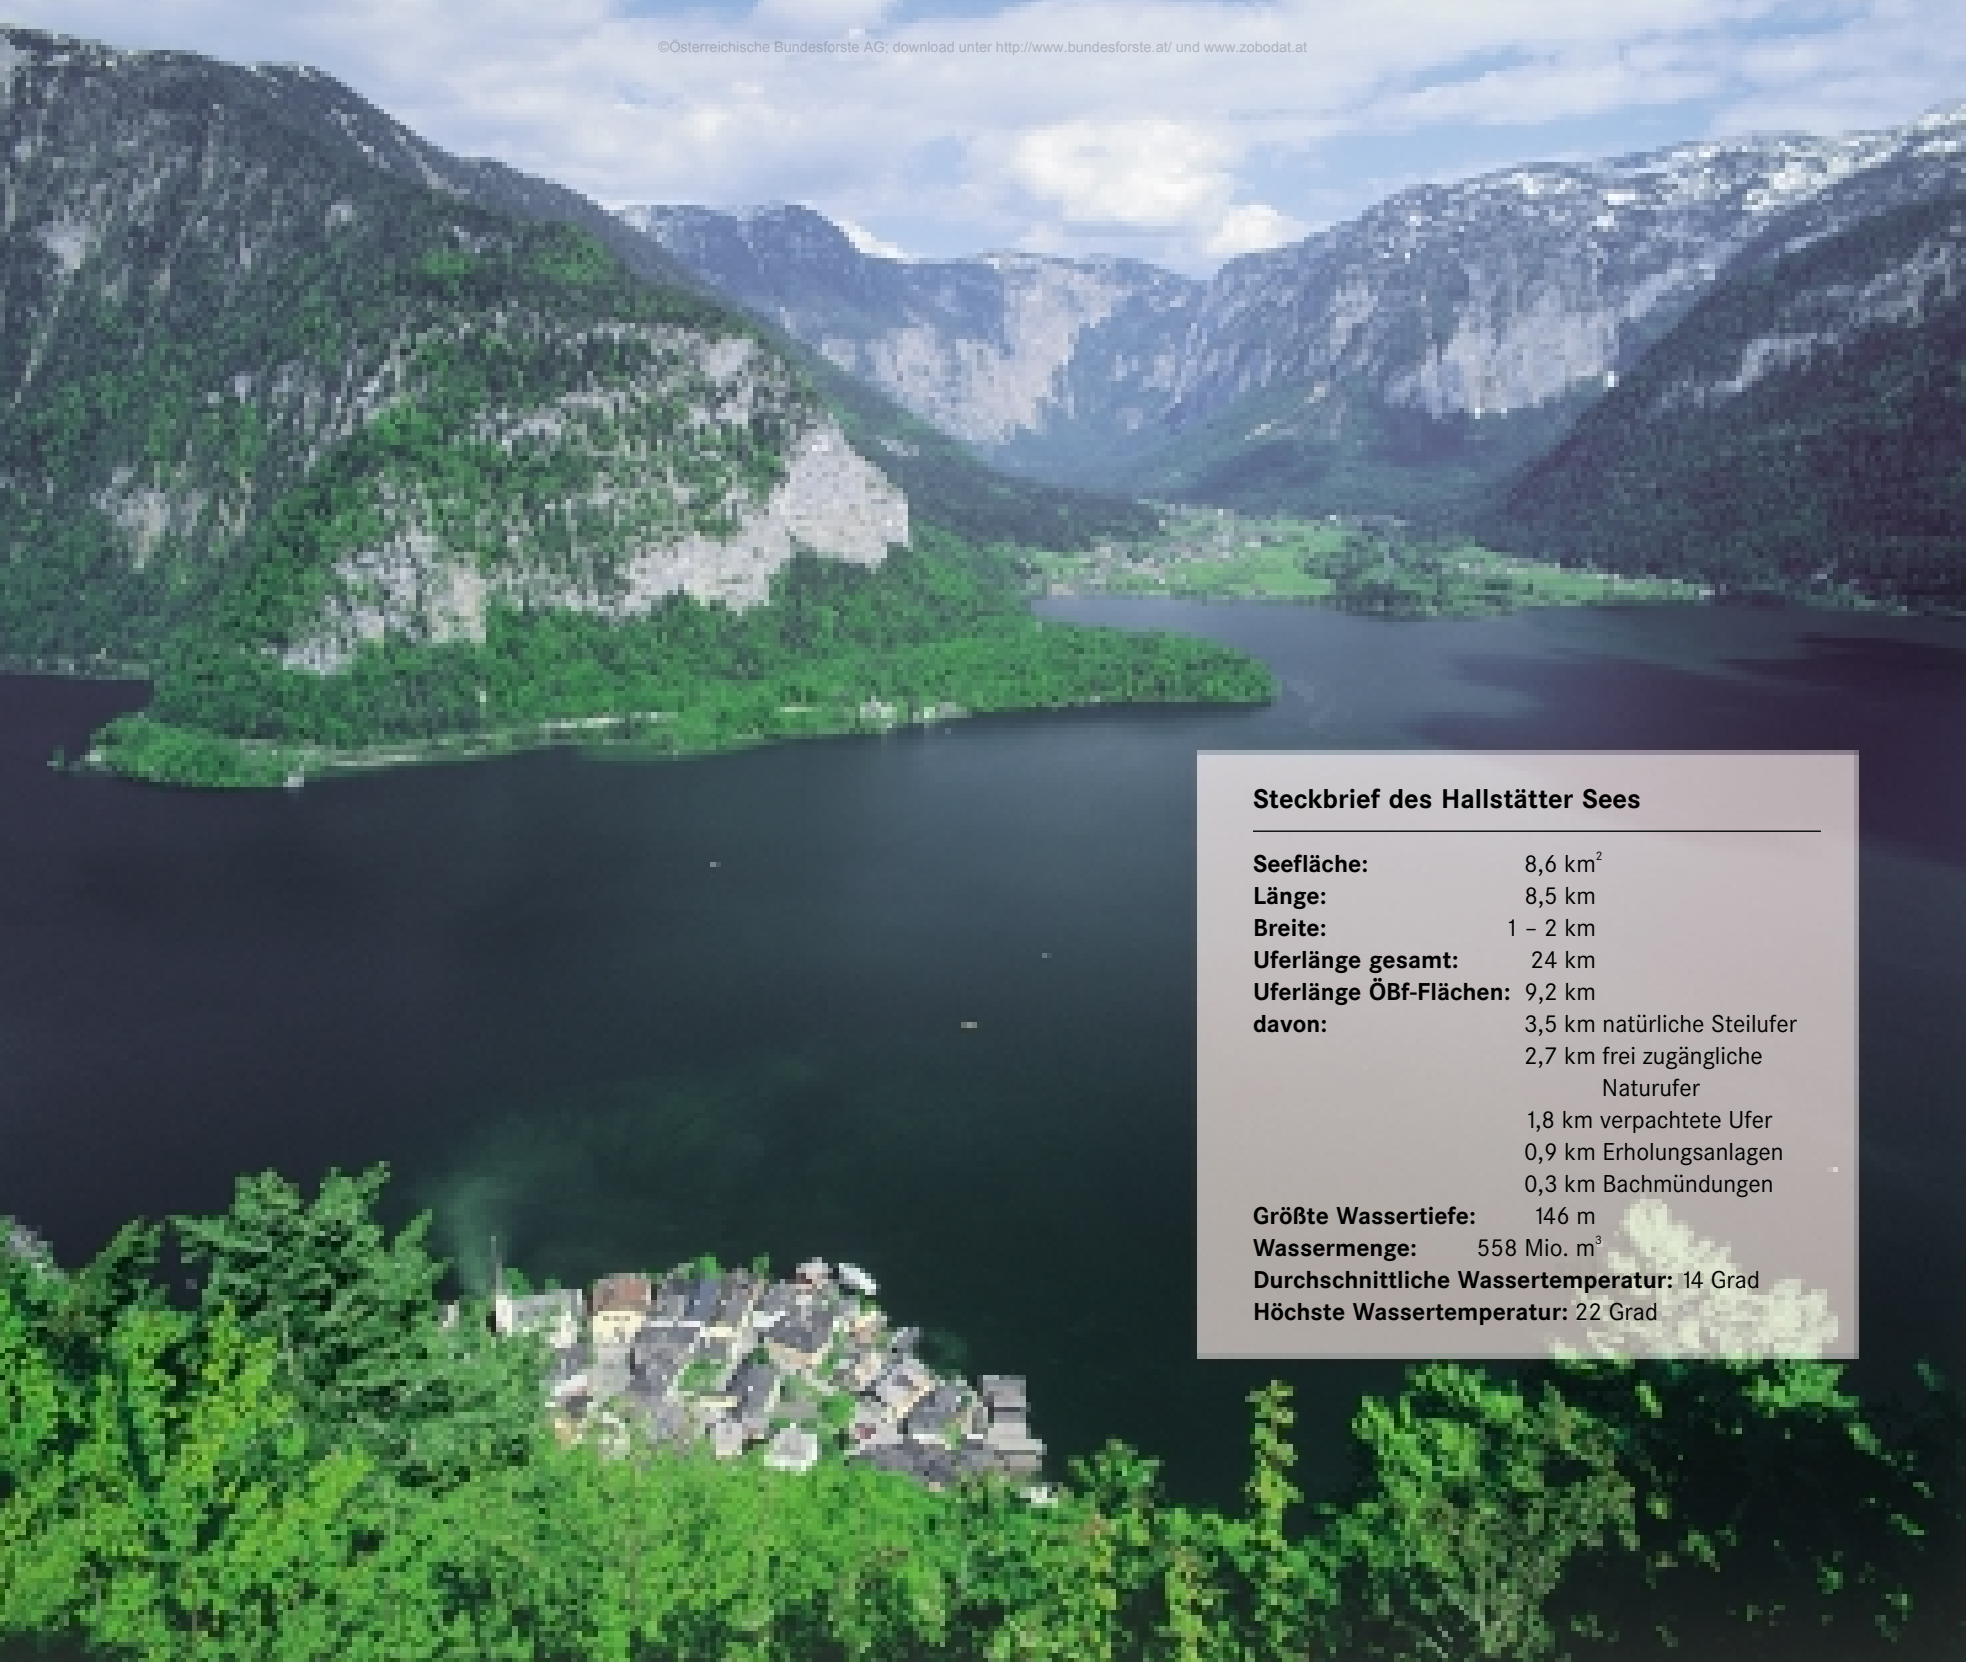 ©Österreichische Bundesforste AG; download unter http://www.bundesforste.at/ und www.zobodat.at
Steckbrief des Hallstätter Sees
Seefläche: 8,6 km²
Länge: 8,5 km
Breite: 1 – 2 km
Uferlänge gesamt: 24 km
Uferlänge ÖBf-Flächen: 9,2 km
davon: 3,5 km natürliche Steilufer
2,7 km frei zugängliche
Naturufer
1,8 km verpachtete Ufer
0,9 km Erholungsanlagen
0,3 km Bachmündungen
Größte Wassertiefe: 146 m
Wassermenge: 558 Mio. m³
Durchschnittliche Wassertemperatur: 14 Grad
Höchste Wassertemperatur: 22 Grad